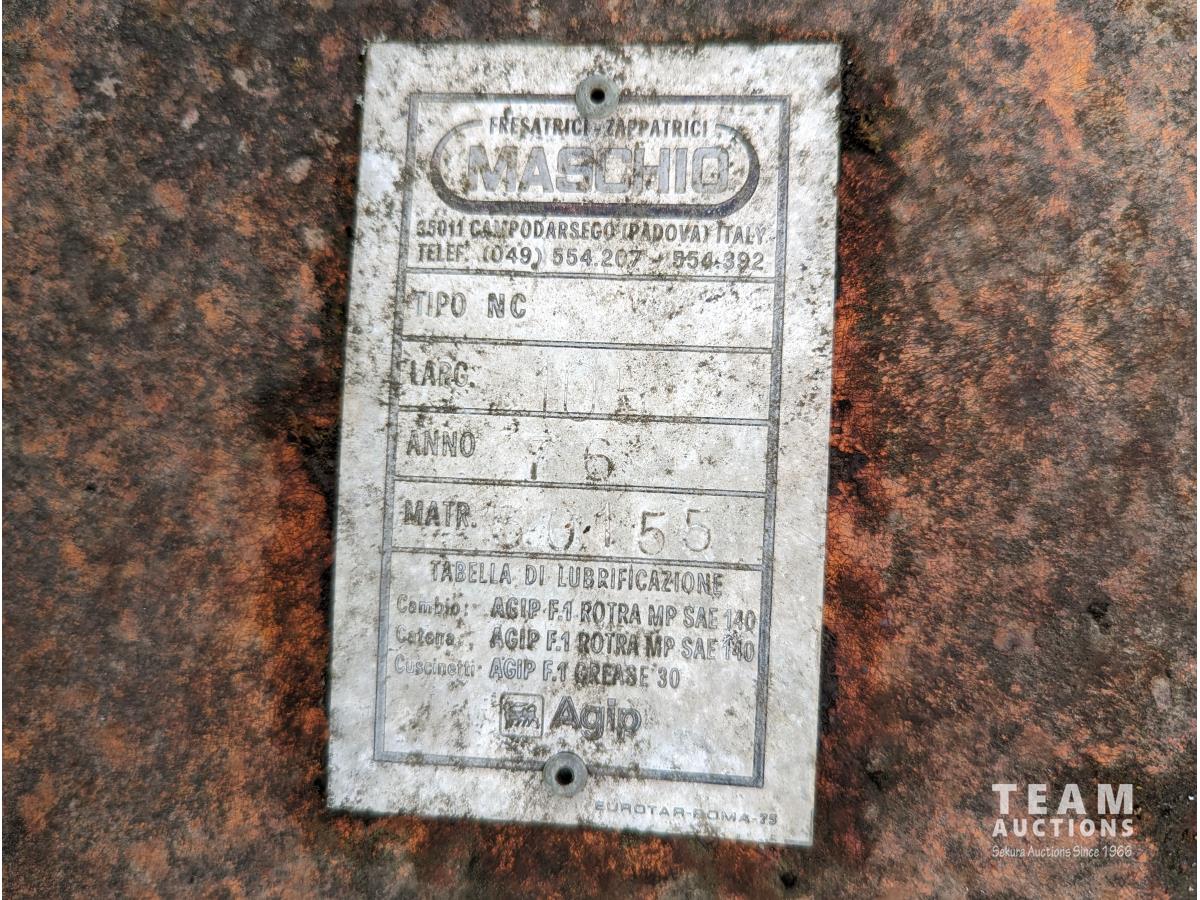 FRESATRICI - ZAPPATRICI
MASCHIO
35011 CAMPODARSEGO (PADOVA) ITALY
TELEF. (049) 554.207 - 554.392
TIPO NC
LARG.
ANNO 76
MATR. 155
TABELLA DI LUBRIFICAZIONE
Cambio: AGIP F.1 ROTRA MP SAE 140
Catena: AGIP F.1 ROTRA MP SAE 140
Cuscinetti: AGIP F.1 GREASE 30
Agip
EUROTAR-ROMA-75
TEAM
AUCTIONS
Sekura Auctions Since 1966